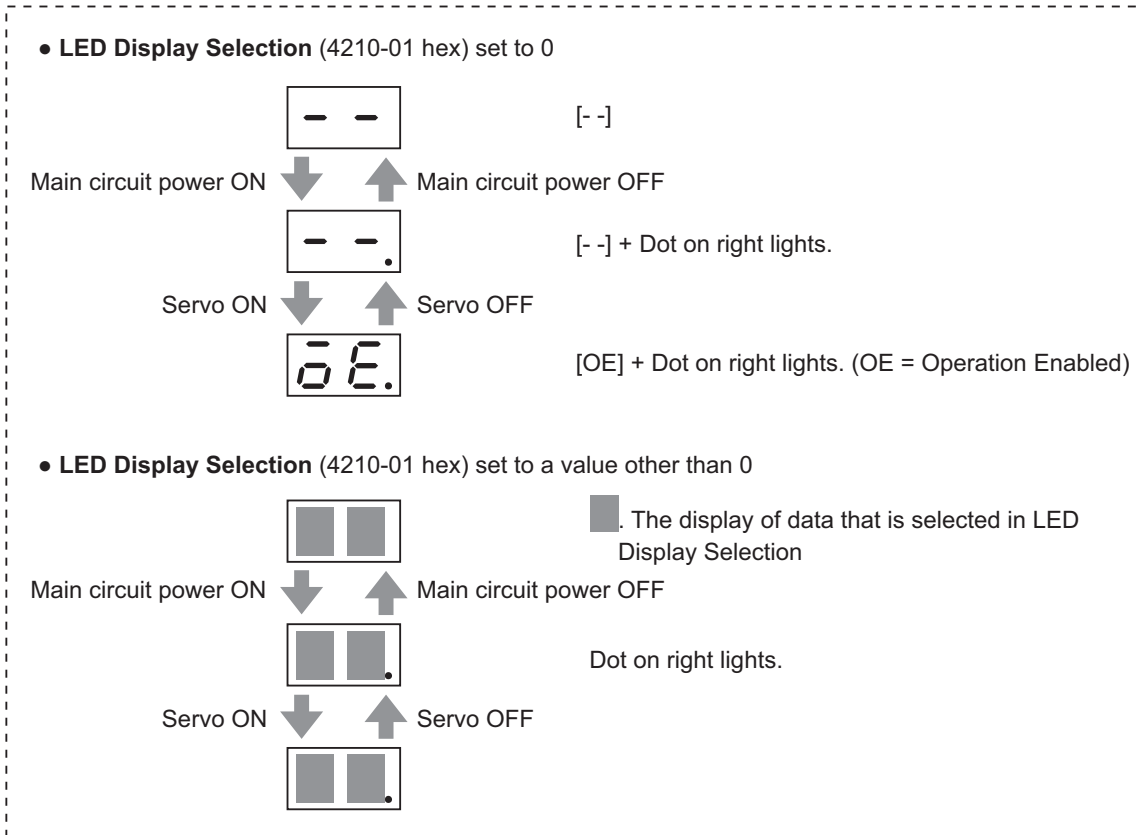 ● LED Display Selection (4210-01 hex) set to 0
- -
[- -]
Main circuit power ON
Main circuit power OFF
- -.
[- -] + Dot on right lights.
Servo ON
Servo OFF
oE.
[OE] + Dot on right lights. (OE = Operation Enabled)
● LED Display Selection (4210-01 hex) set to a value other than 0
. The display of data that is selected in LED
Display Selection
Main circuit power ON
Main circuit power OFF
Dot on right lights.
Servo ON
Servo OFF